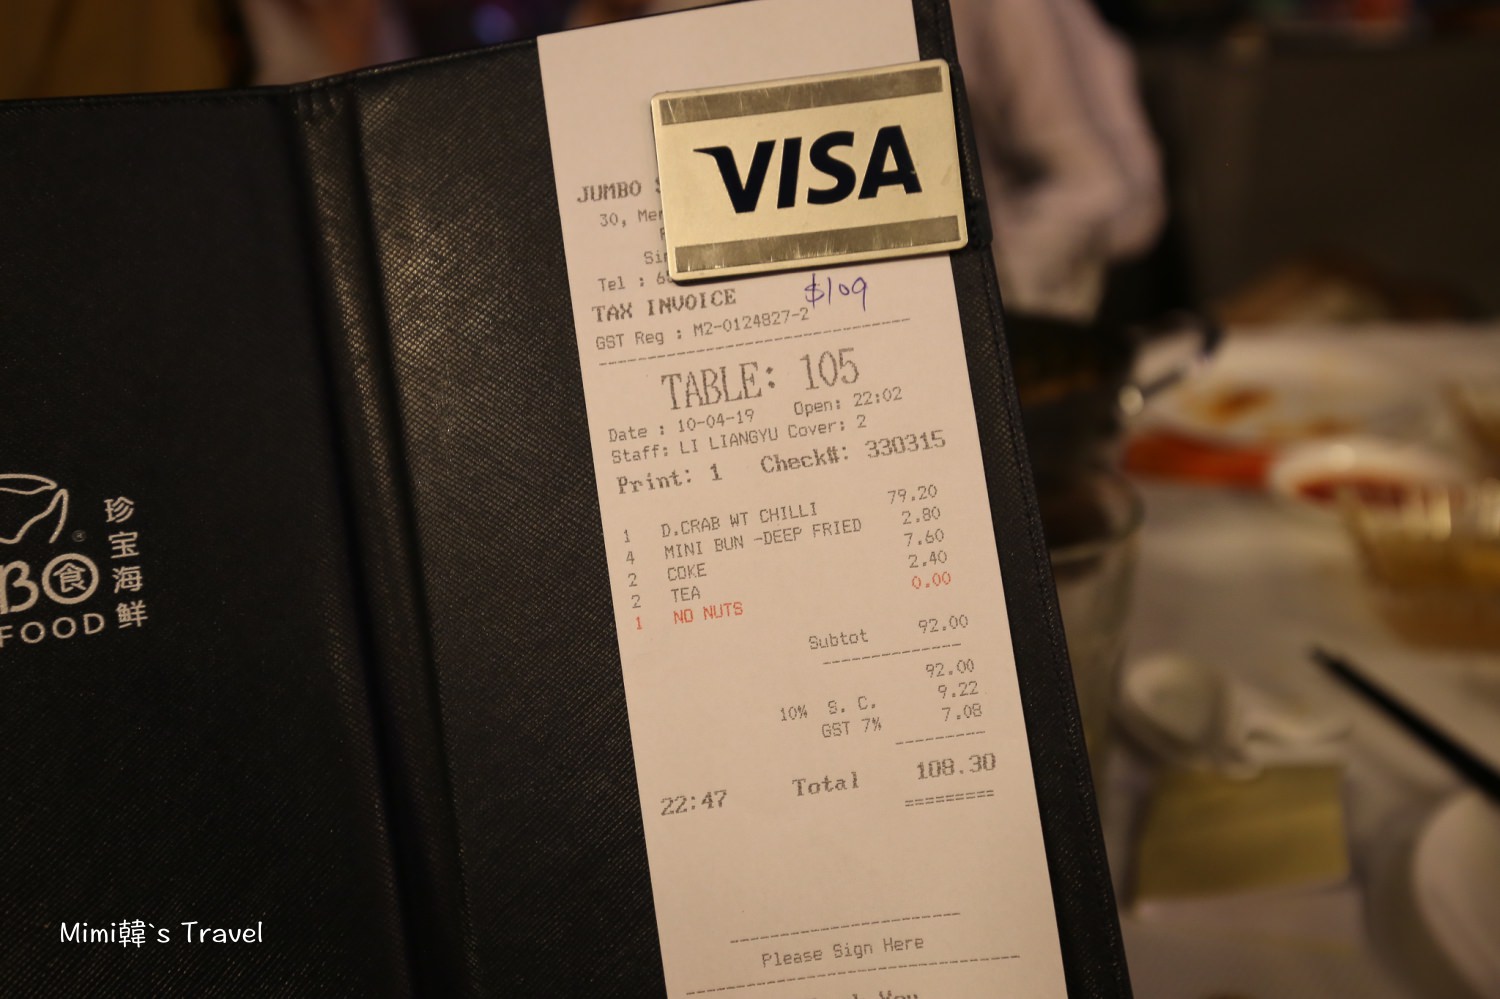 VISA
JUMBO
30,
Tel :
TAX INVOICE
$109
GST Reg : M2-0124827-2
TABLE: 105
Date : 10-04-19 Open: 22:02
Staff: LI LIANGYU Cover: 2
Print: 1 Check#: 330315
1 D.CRAB WT CHILLI 79.20
4 MINI BUN -DEEP FRIED 2.80
2 COKE 7.60
2 TEA 2.40
1 NO NUTS 0.00
Subtot 92.00
92.00
10% S. C. 9.22
GST 7% 7.08
22:47 Total 108.30
=========
Please Sign Here
珍宝海鲜
食
FOOD
Mimi韓`s Travel